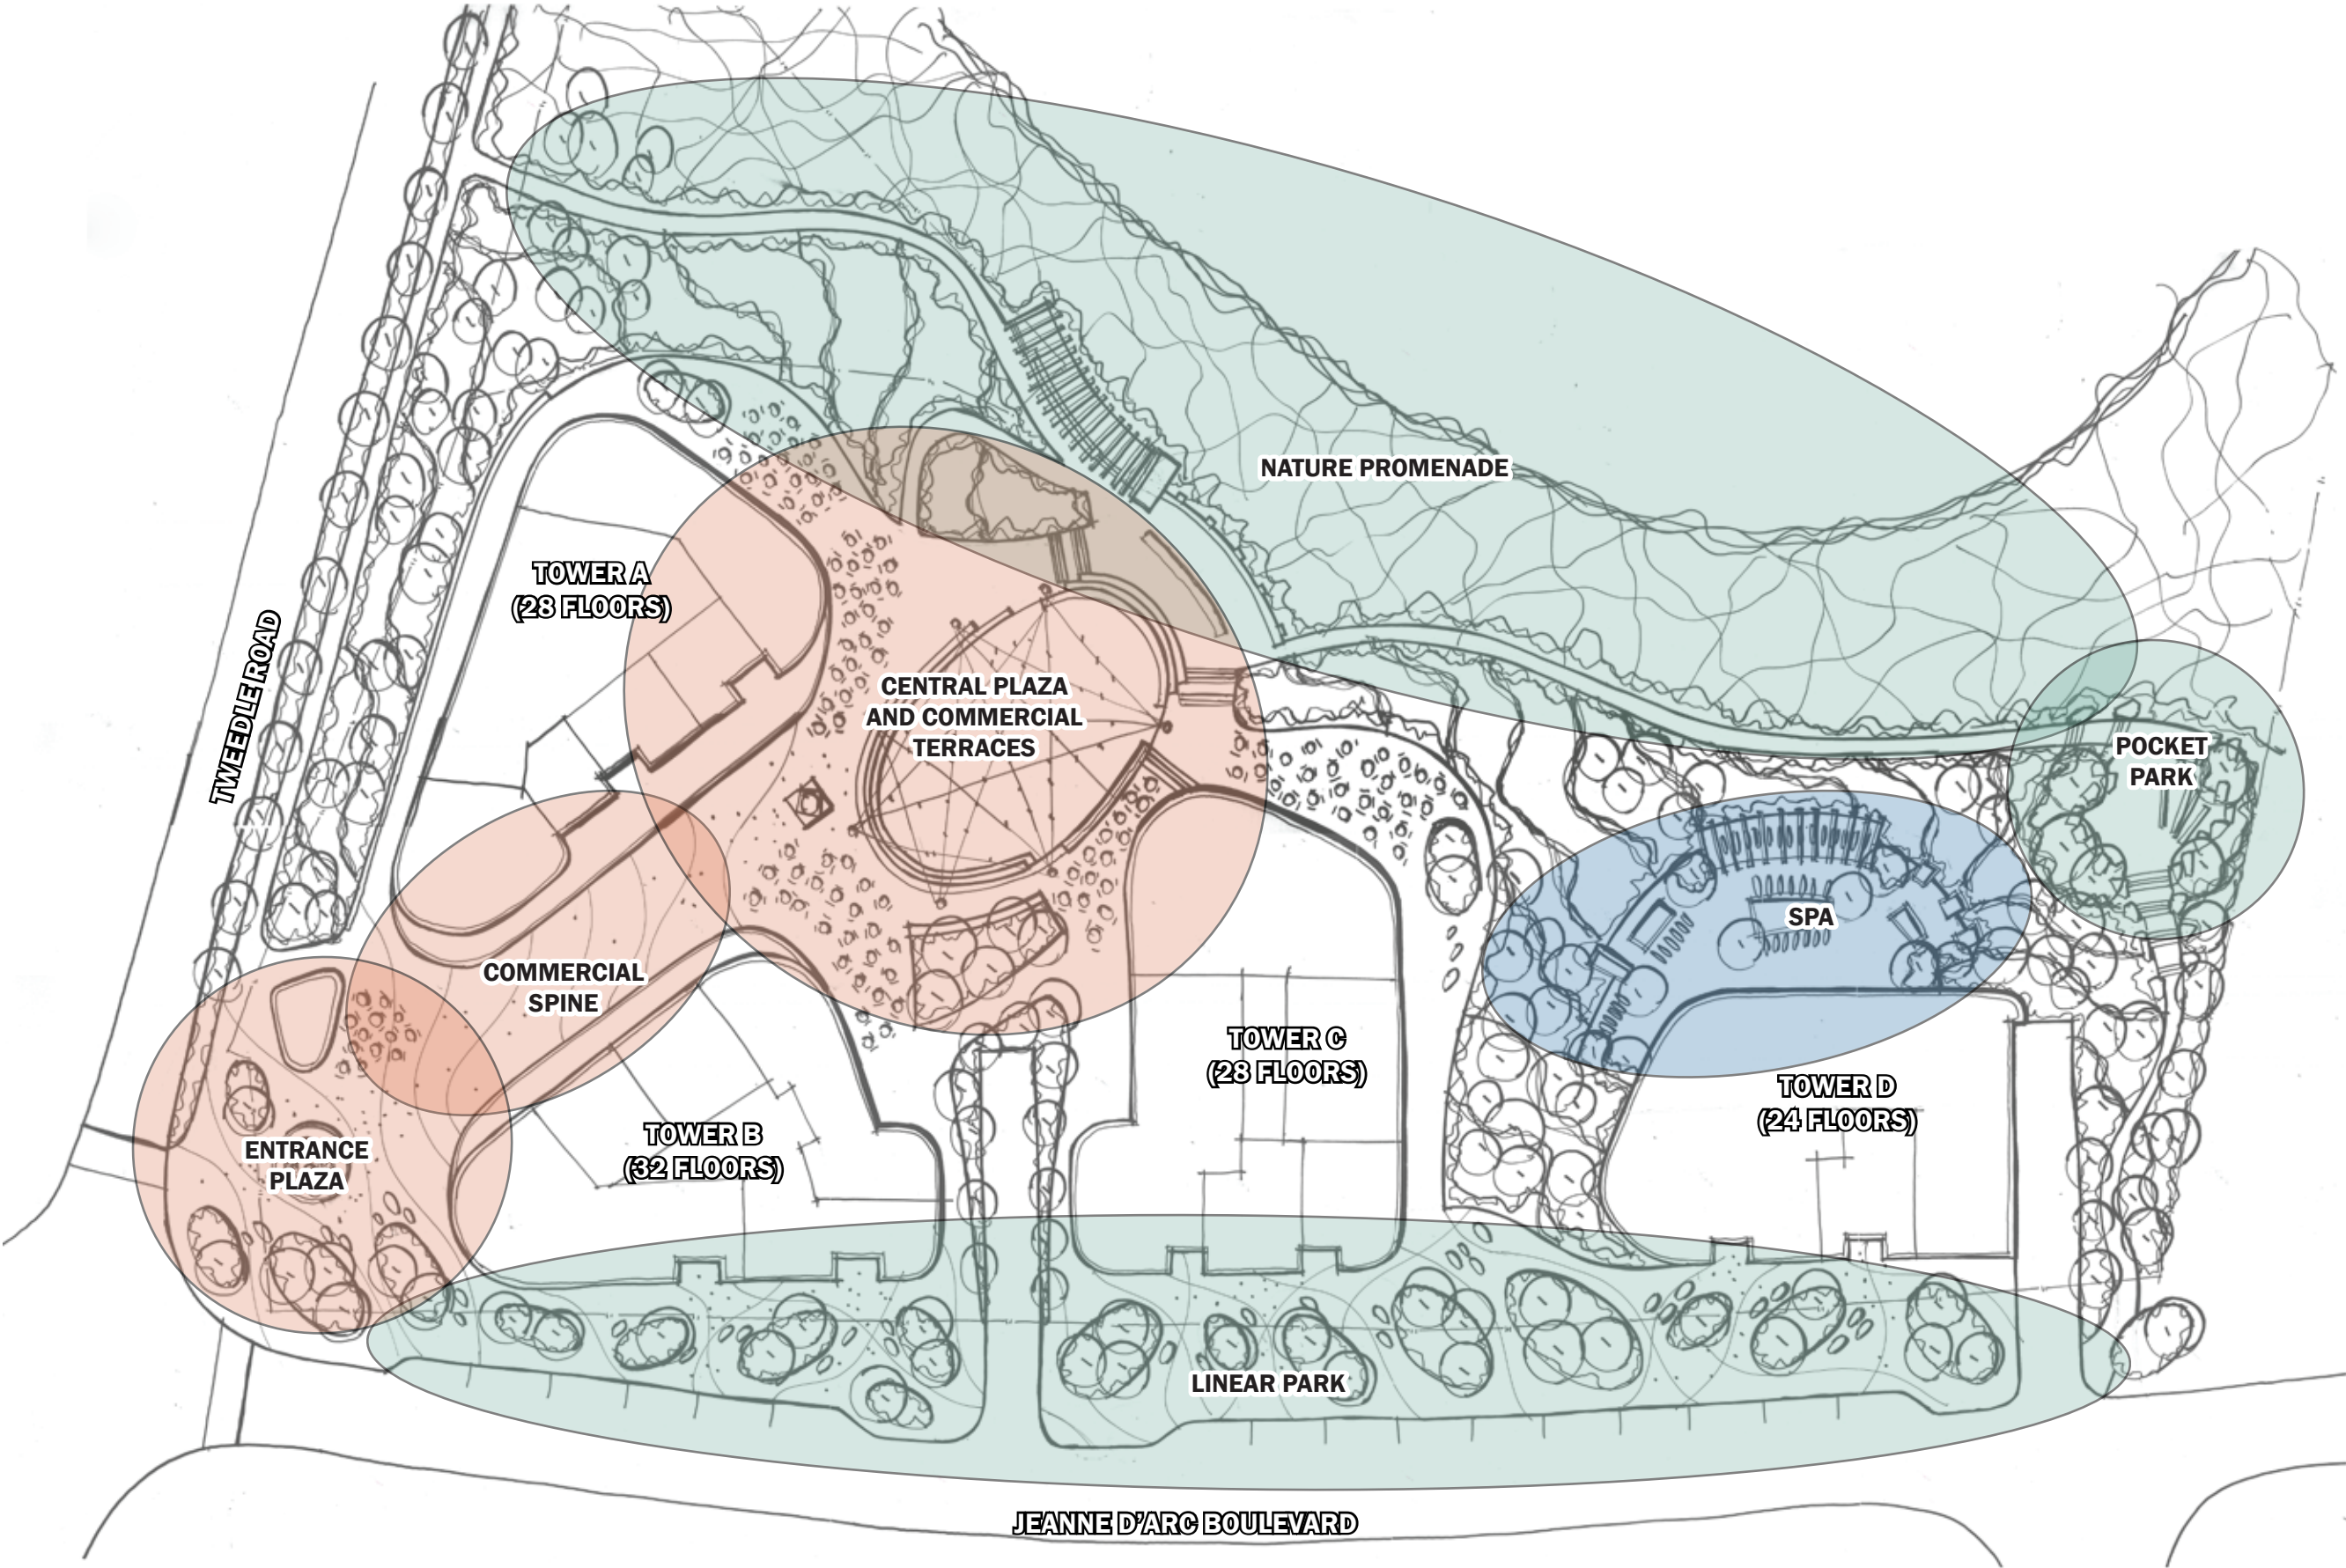 NATURE PROMENADE
TOWER A
(28 FLOORS)
TWEEDLE ROAD
CENTRAL PLAZA
AND COMMERCIAL
TERRACES
POCKET
PARK
SPA
COMMERCIAL
SPINE
TOWER C
(28 FLOORS)
TOWER D
(24 FLOORS)
TOWER B
(32 FLOORS)
ENTRANCE
PLAZA
LINEAR PARK
JEANNE D'ARC BOULEVARD